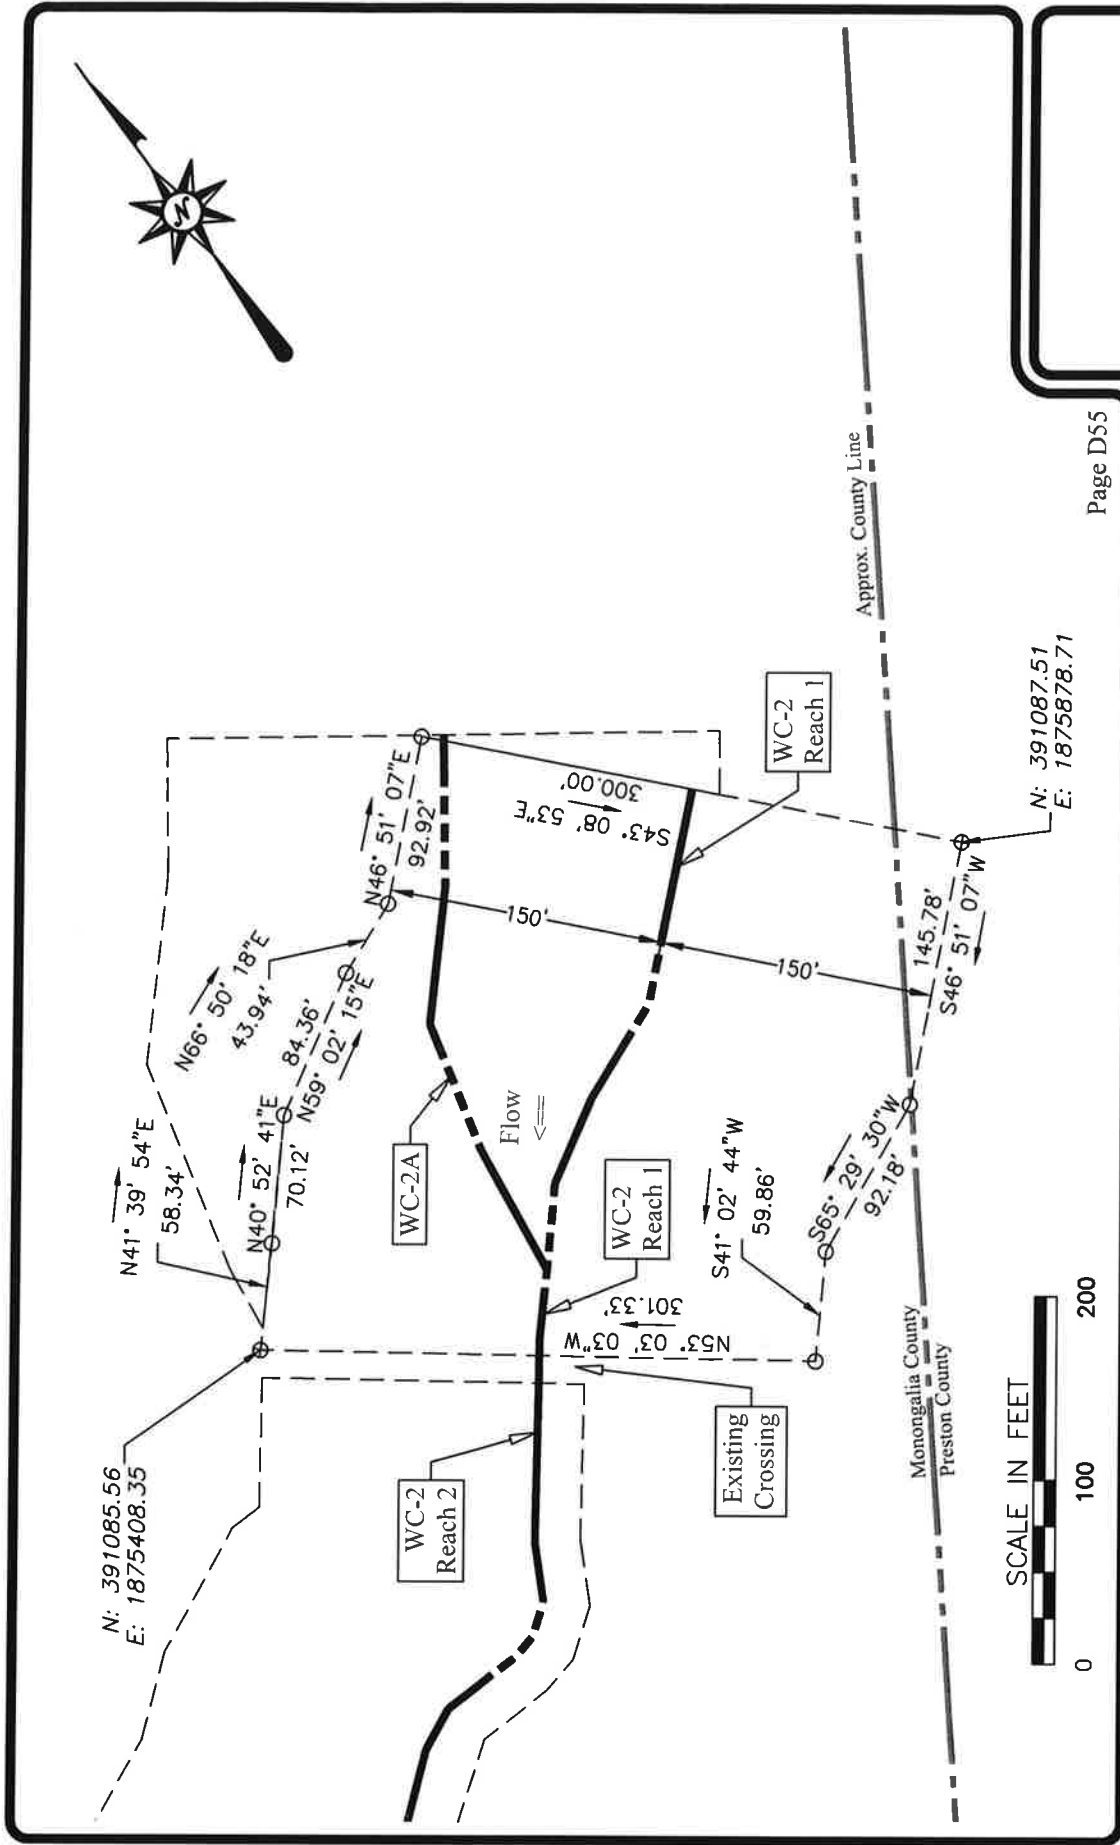 N
N: 391085.56
E: 1875408.35
N41° 39' 54"E
58.34'
N40° 52' 41"E
70.12'
N66° 50' 18"E
43.94'
84.36'
N59° 02' 15"E
N46° 51' 07"E
92.92'
S43° 08' 53"E
300.00'
150'
150'
WC-2A
Flow
<==
WC-2
Reach 1
WC-2
Reach 1
WC-2
Reach 2
N53° 03' 03"W
301.33'
Existing
Crossing
S41° 02' 44"W
59.86'
S65° 29' 30"W
92.18'
145.78'
S46° 51' 07"W
Approx. County Line
Monongalia County
Preston County
N: 391087.51
E: 1875878.71
SCALE IN FEET
0
100
200
Page D55